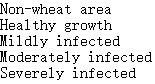 Non-wheat area
Healthy growth
Mildly infected
Moderately infected
Severely infected